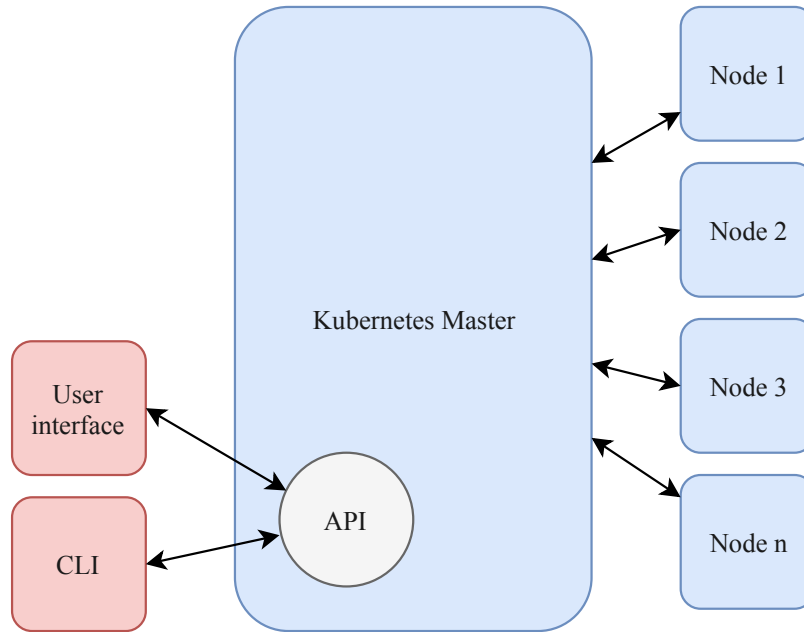 Node 1
Node 2
Kubernetes Master
Node 3
User
interface
API
CLI
Node n